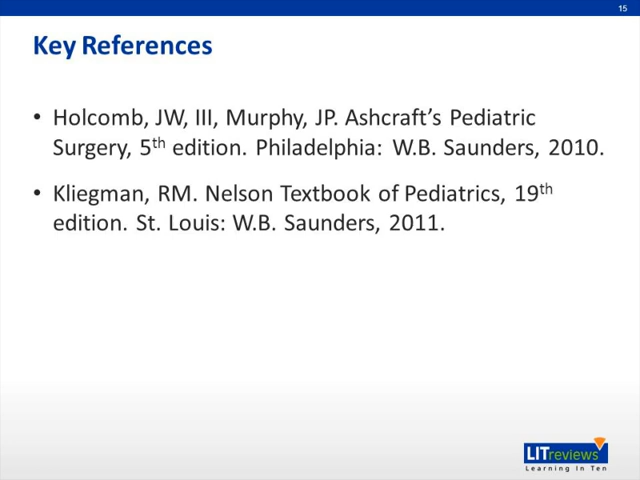 15
Key References
• Holcomb, JW, III, Murphy, JP. Ashcraft’s Pediatric
Surgery, 5th edition. Philadelphia: W.B. Saunders, 2010.
• Kliegman, RM. Nelson Textbook of Pediatrics, 19th
edition. St. Louis: W.B. Saunders, 2011.
LITreviews
Learning In Ten